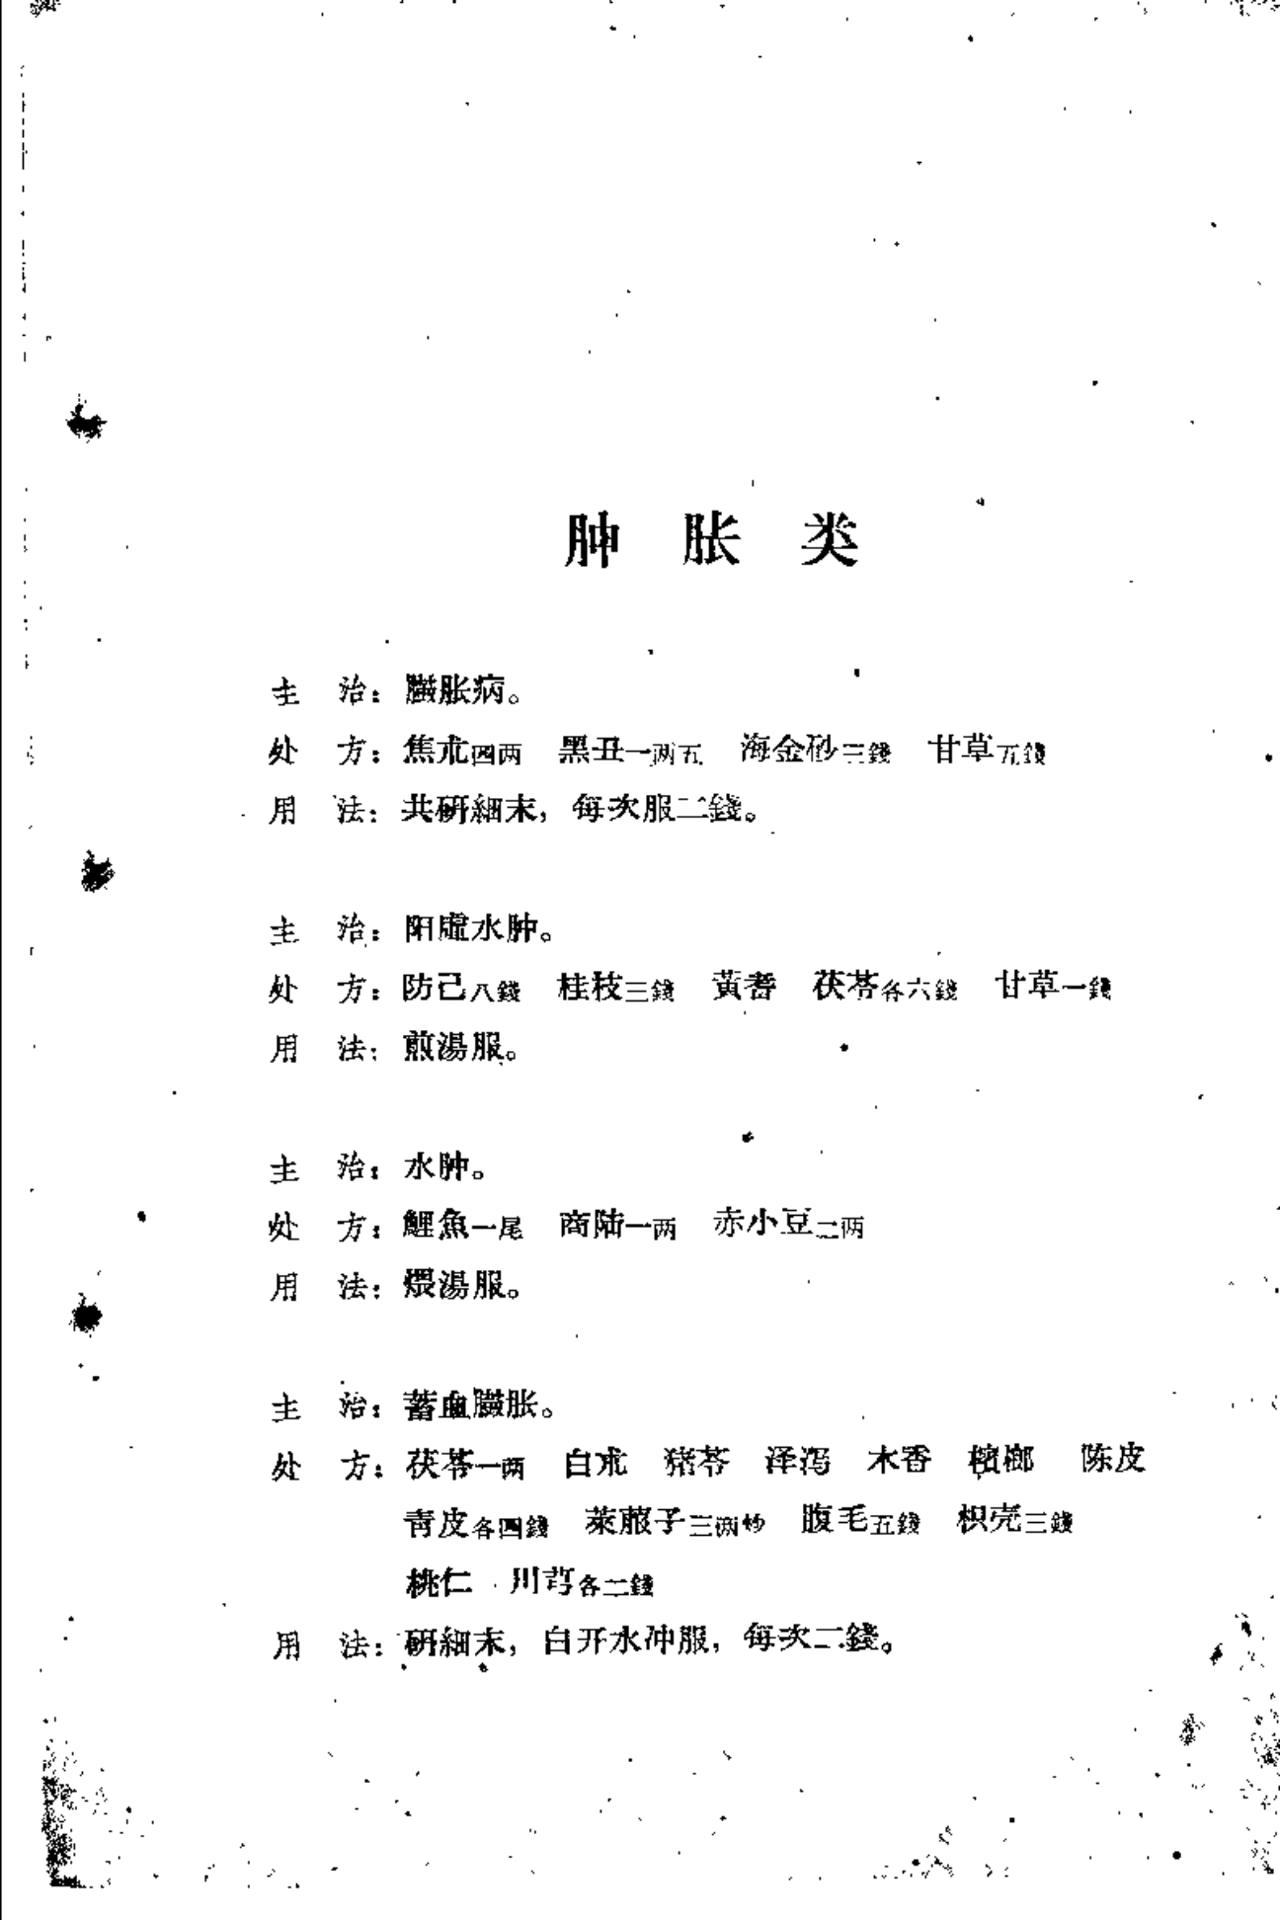 肿胀类
主　治：臌胀病。
处　方：焦朮四两　黑丑一两五　海金砂三錢　甘草五錢
用　法：共研細末，每次服二錢。
主　治：阳虛水肿。
处　方：防己八錢　桂枝三錢　黃耆　茯苓各六錢　甘草一錢
用　法：煎湯服。
主　治：水肿。
处　方：鯉魚一尾　商陆一两　赤小豆二两
用　法：煨湯服。
主　治：蓄血臌胀。
处　方：茯苓一两　白朮　猪苓　泽泻　木香　檳榔　陈皮
青皮各四錢　萊菔子三两炒　腹毛五錢　枳壳三錢
桃仁　川芎各二錢
用　法：研細末，白开水冲服，每次二錢。